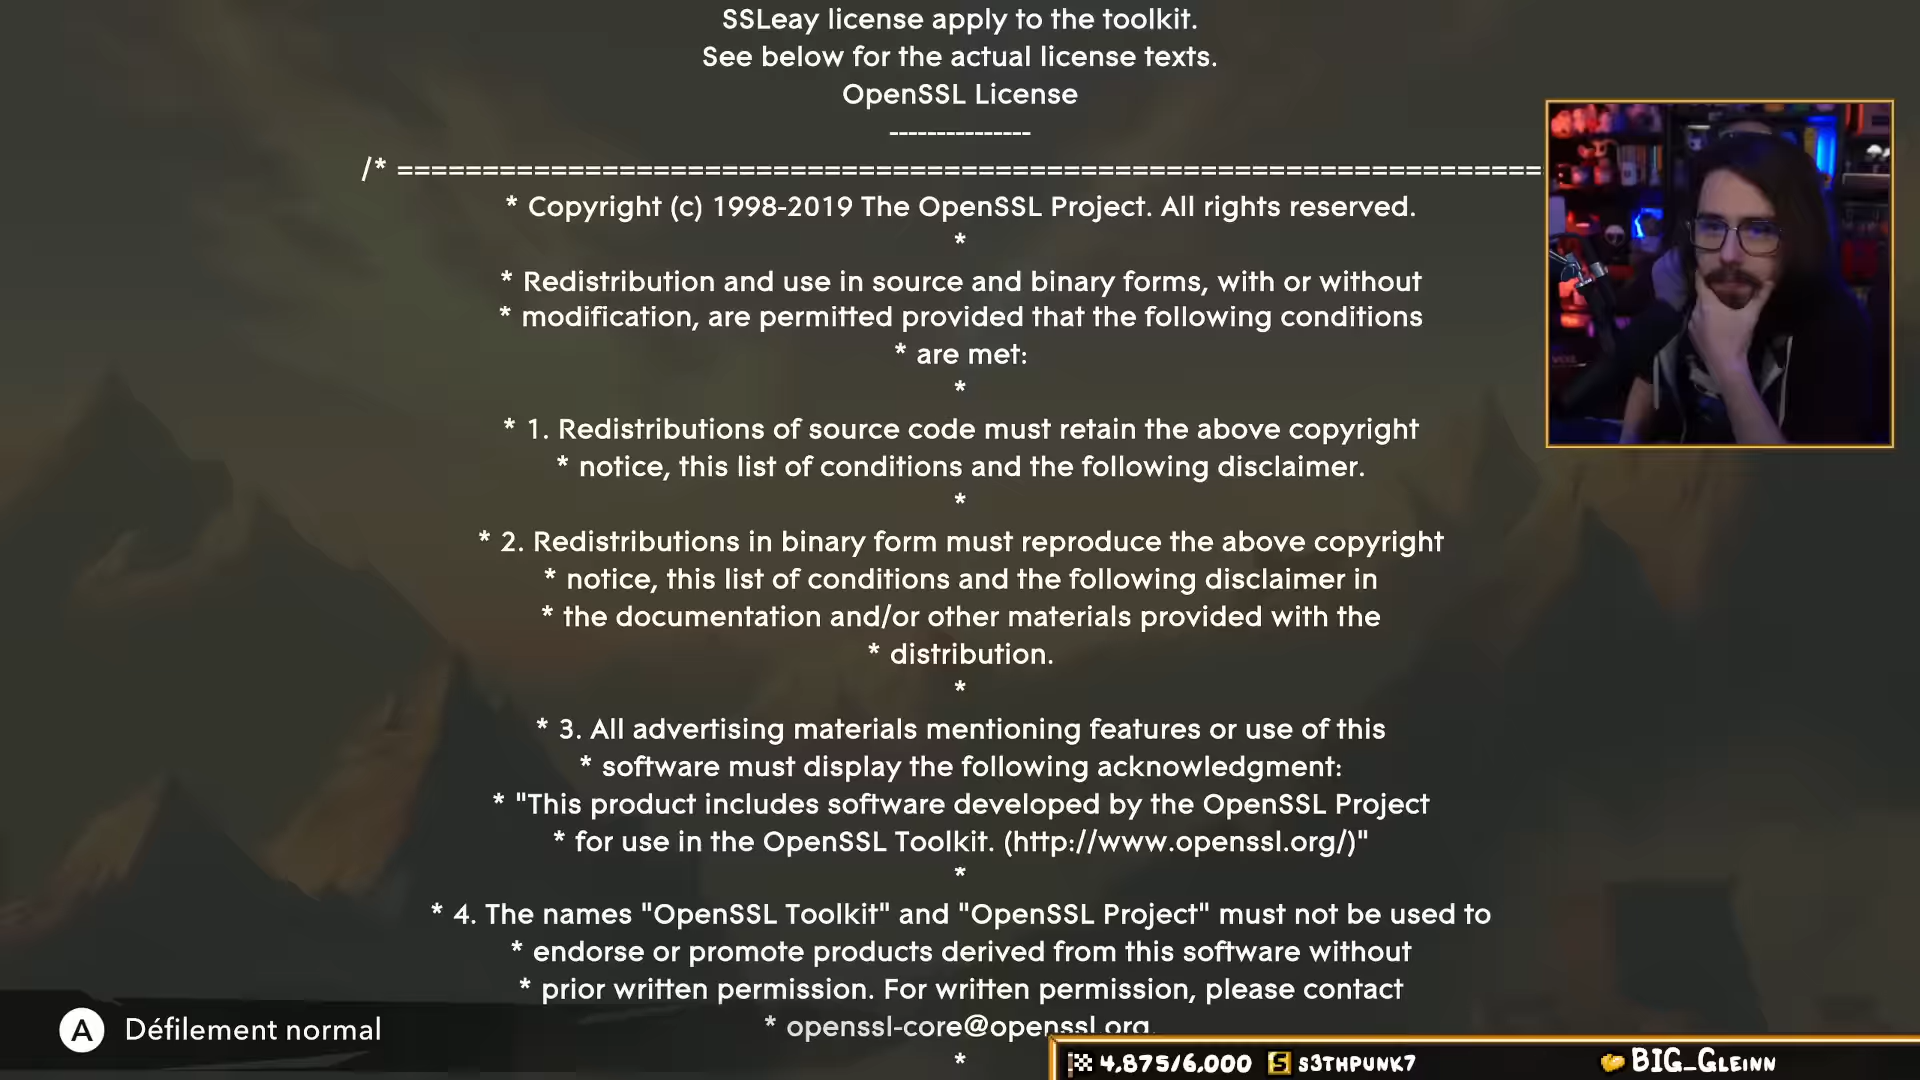 SSLeay license apply to the toolkit.
See below for the actual license texts.
OpenSSL License
---------------
/* ====================================================================
* Copyright (c) 1998-2019 The OpenSSL Project. All rights reserved.
*
* Redistribution and use in source and binary forms, with or without
* modification, are permitted provided that the following conditions
* are met:
*
* 1. Redistributions of source code must retain the above copyright
* notice, this list of conditions and the following disclaimer.
*
* 2. Redistributions in binary form must reproduce the above copyright
* notice, this list of conditions and the following disclaimer in
* the documentation and/or other materials provided with the
* distribution.
*
* 3. All advertising materials mentioning features or use of this
* software must display the following acknowledgment:
* "This product includes software developed by the OpenSSL Project
* for use in the OpenSSL Toolkit. (http://www.openssl.org/)"
*
* 4. The names "OpenSSL Toolkit" and "OpenSSL Project" must not be used to
* endorse or promote products derived from this software without
* prior written permission. For written permission, please contact
* openssl-core@openssl.org.
*
A Défilement normal
4,875/6,000 S S3THPUNK7 BIG_GLEINN